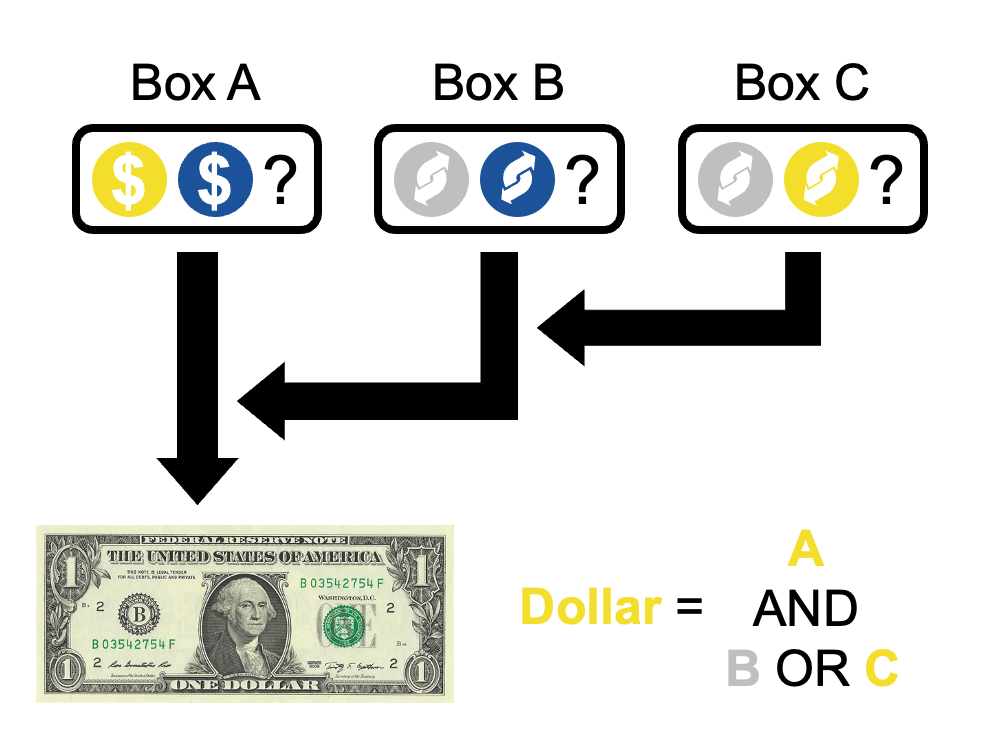 Box A Box B Box C
$ $ ? ? ?
FEDERAL RESERVE NOTE
THE UNITED STATES OF AMERICA
THIS NOTE IS LEGAL TENDER
FOR ALL DEBTS, PUBLIC AND PRIVATE
B 03542754 F
WASHINGTON, D.C.
2 B 2
B 03542754 F
2 2
SERIES
2009
ONE DOLLAR
1 1 1 1
A
Dollar = AND
B OR C